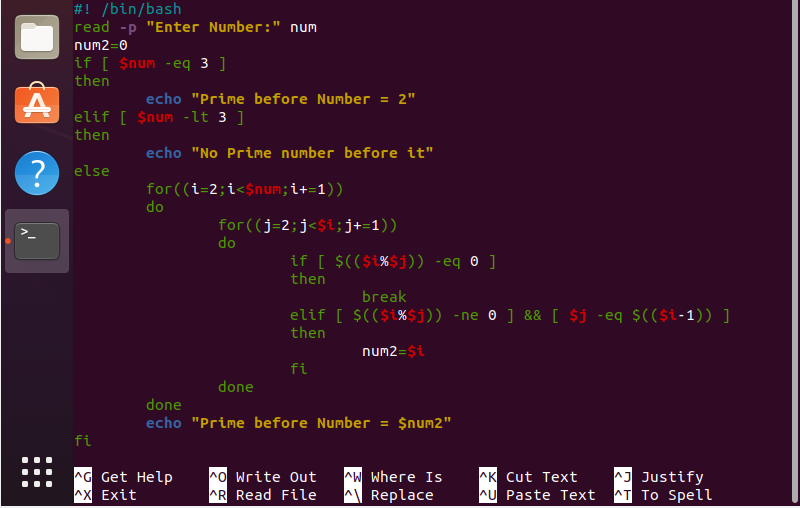 #! /bin/bash
read -p "Enter Number:" num
num2=0
if [ $num -eq 3 ]
then
        echo "Prime before Number = 2"
elif [ $num -lt 3 ]
then
        echo "No Prime number before it"
else
        for((i=2;i<$num;i+=1))
        do
                for((j=2;j<$i;j+=1))
                do
                        if [ $(($i%$j)) -eq 0 ]
                        then
                                break
                        elif [ $(($i%$j)) -ne 0 ] && [ $j -eq $(($i-1)) ]
                        then
                                num2=$i
                        fi
                done
        done
        echo "Prime before Number = $num2"
fi
^G Get Help    ^O Write Out   ^W Where Is    ^K Cut Text    ^J Justify
^X Exit        ^R Read File   ^\ Replace     ^U Paste Text  ^T To Spell